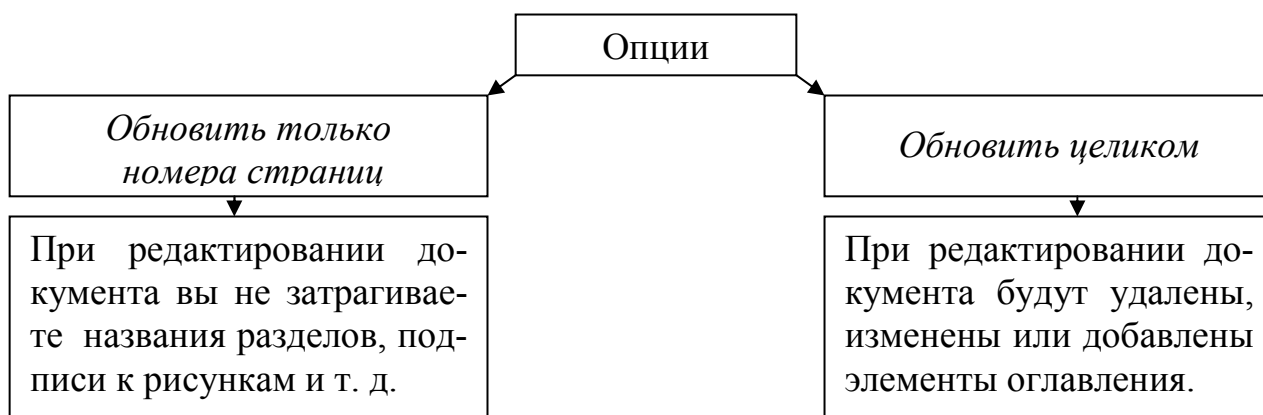 Опции
Обновить только
номера страниц
Обновить целиком
При редактировании до-
кумента вы не затрагивае-
те названия разделов, под-
писи к рисункам и т. д.
При редактировании до-
кумента будут удалены,
изменены или добавлены
элементы оглавления.